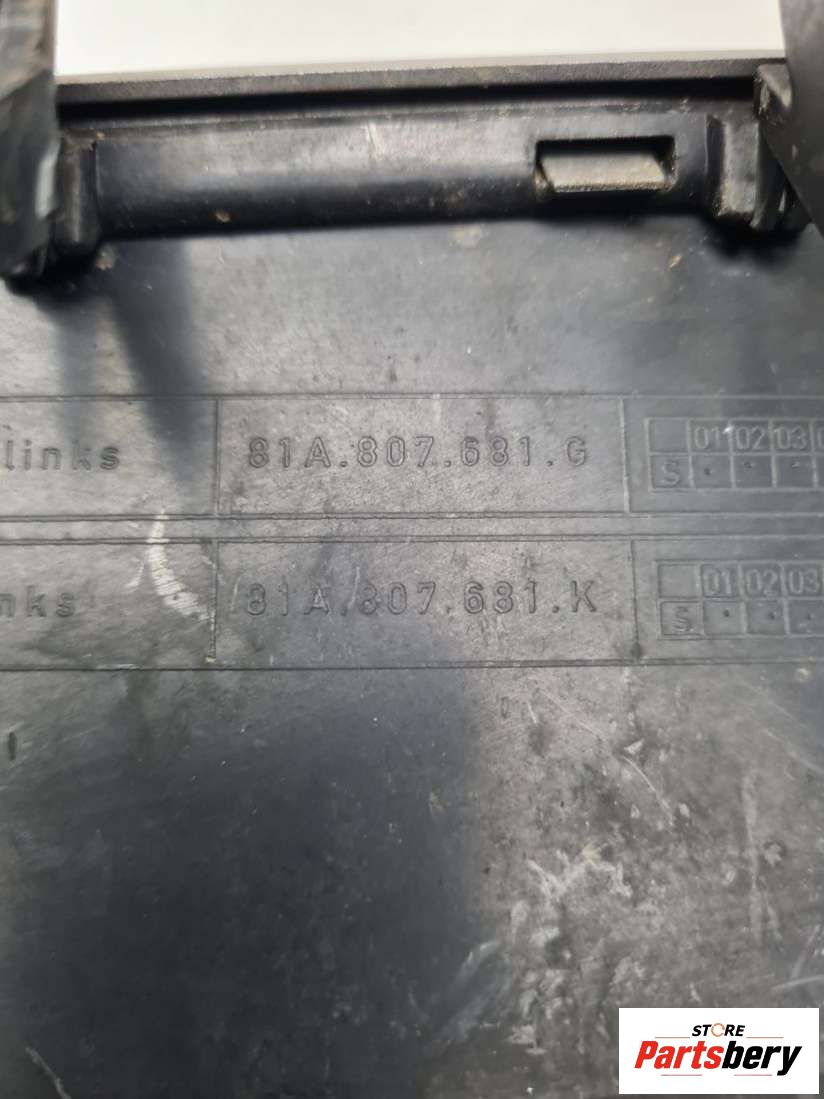 links 81A.807.681.G 01 02 03
S
nks 81A.807.681.K 01 02 03
S
STORE
Partsbery